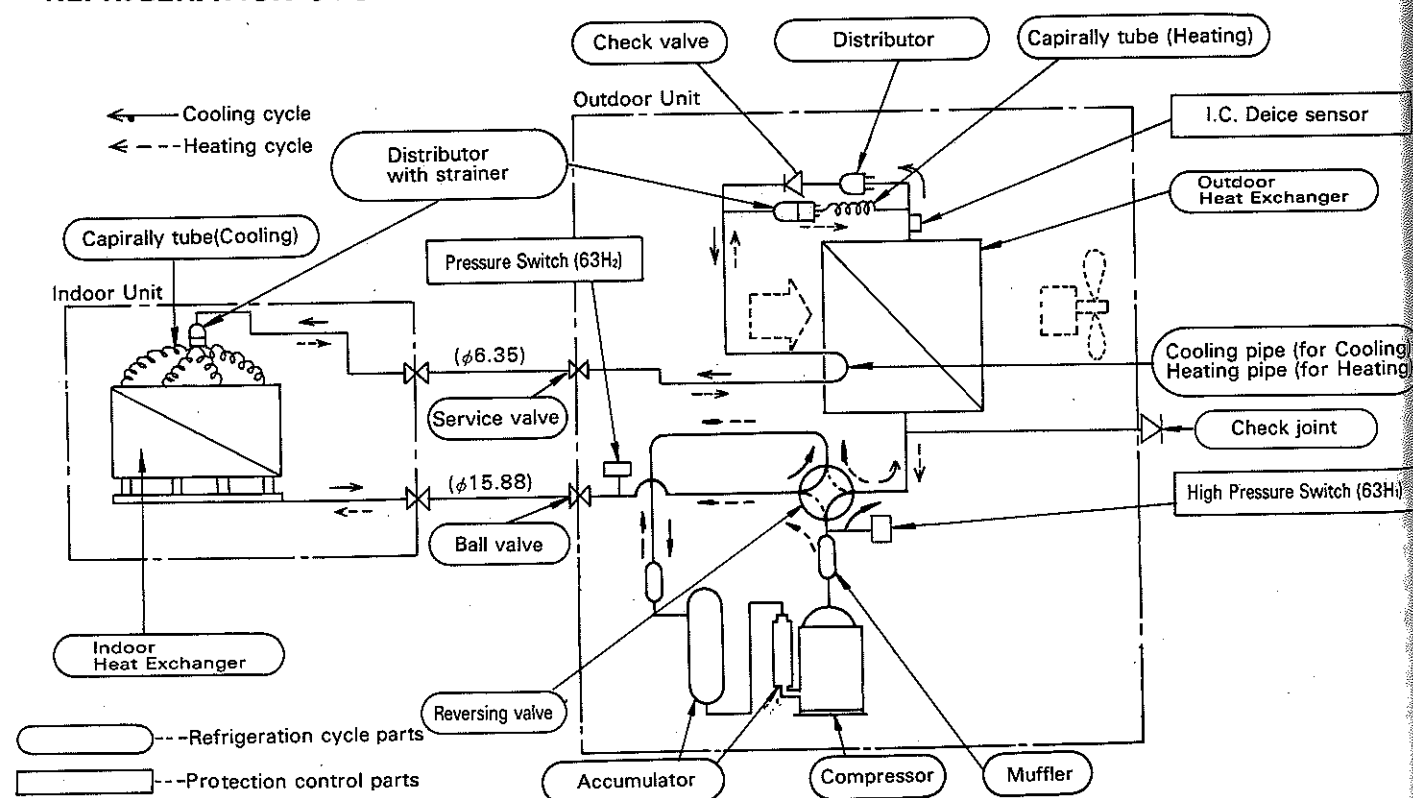 Check valve
Distributor
Capirally tube (Heating)
Outdoor Unit
I.C. Deice sensor
Cooling cycle
Heating cycle
Distributor
with strainer
Outdoor
Heat Exchanger
Capirally tube(Cooling)
Pressure Switch (63H₂)
Indoor Unit
(φ6.35)
Cooling pipe (for Cooling)
Heating pipe (for Heating)
Service valve
Check joint
(φ15.88)
High Pressure Switch (63H₁)
Ball valve
Indoor
Heat Exchanger
Reversing valve
Refrigeration cycle parts
Protection control parts
Accumulator
Compressor
Muffler